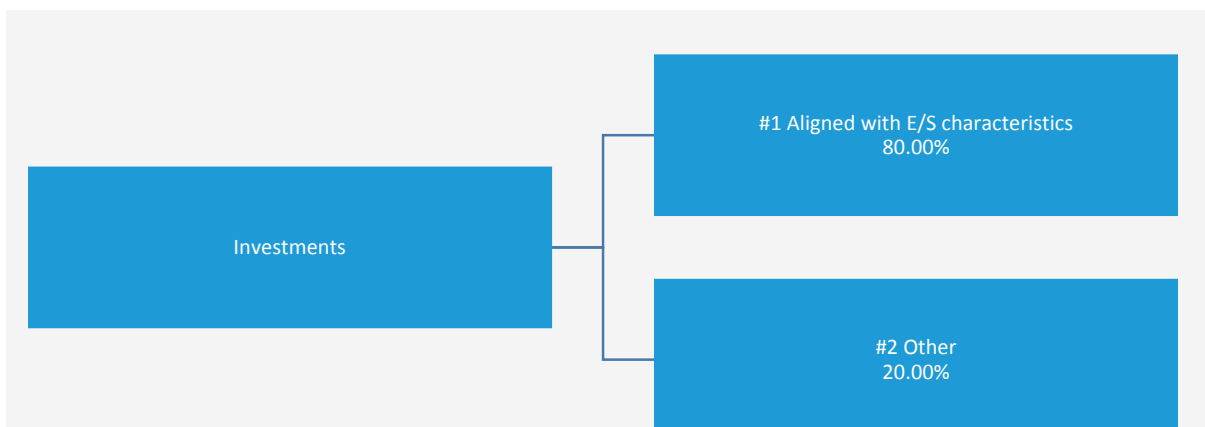 Investments
#1 Aligned with E/S characteristics
80.00%
#2 Other
20.00%